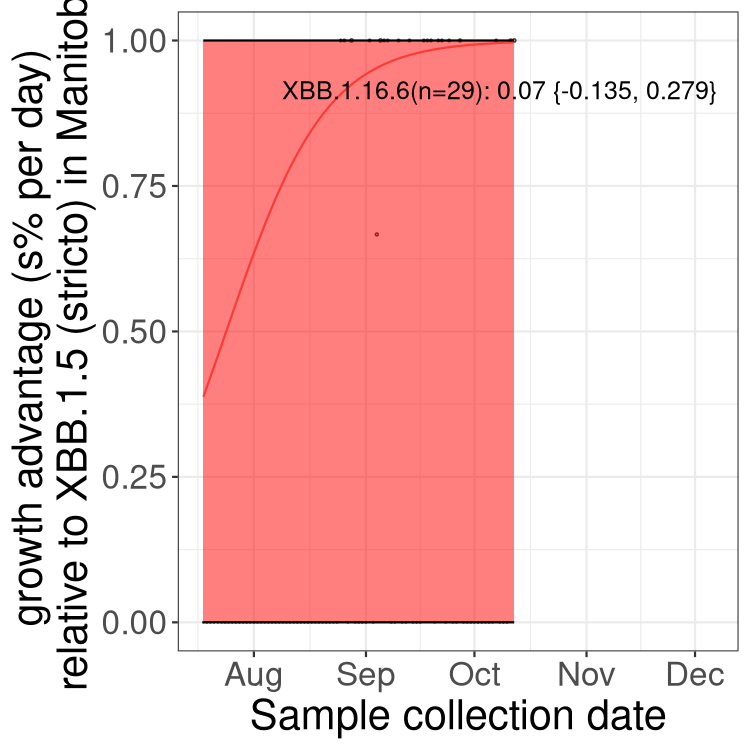 growth advantage (s% per day)
relative to XBB.1.5 (stricto) in Manitob
1.00
0.75
0.50
0.25
0.00
XBB.1.16.6(n=29): 0.07 {-0.135, 0.279}
Aug Sep Oct Nov Dec
Sample collection date